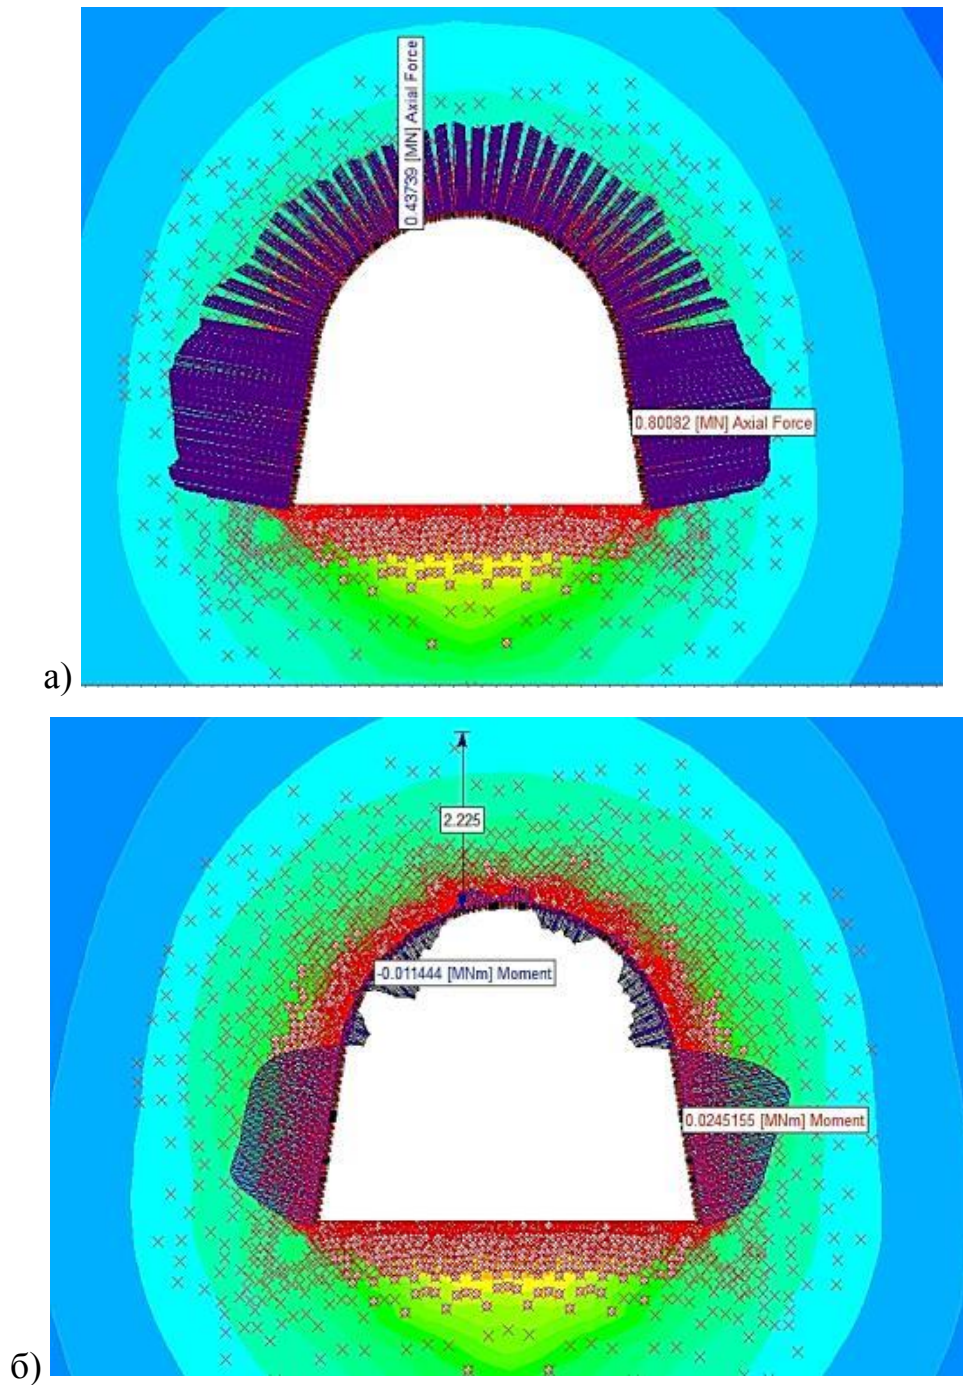 0.43739 [MN] Axial Force
0.80082 [MN] Axial Force
а)
2.225
-0.011444 [MNm] Moment
0.0245155 [MNm] Moment
б)